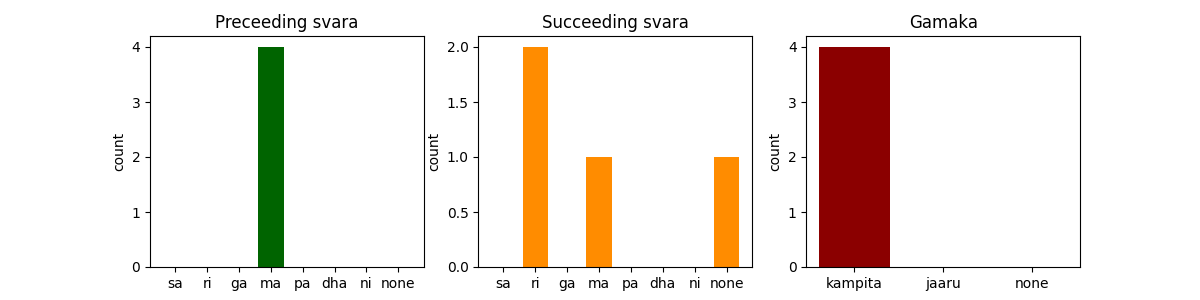 Preceeding svara
count
4
3
2
1
0
sa ri ga ma pa dha ni none
Succeeding svara
count
2.0
1.5
1.0
0.5
0.0
sa ri ga ma pa dha ni none
Gamaka
count
4
3
2
1
0
kampita jaaru none